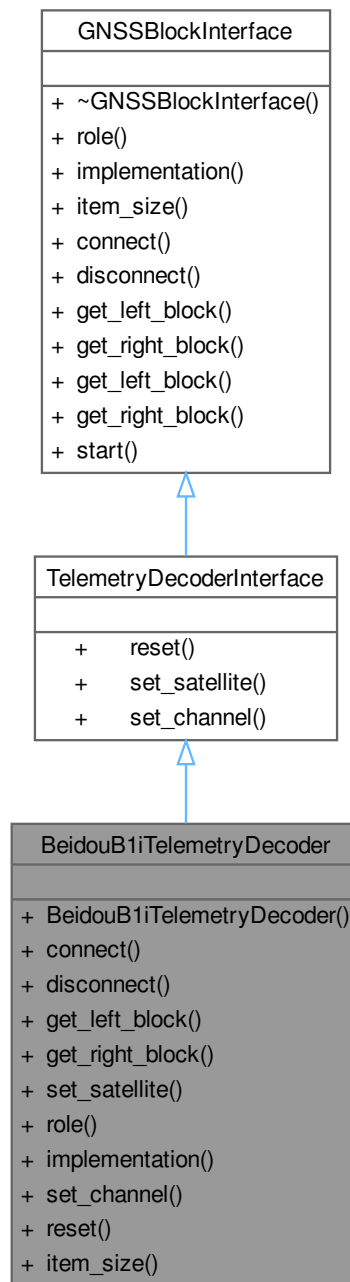 GNSSBlockInterface
+ ~GNSSBlockInterface()
+ role()
+ implementation()
+ item_size()
+ connect()
+ disconnect()
+ get_left_block()
+ get_right_block()
+ get_left_block()
+ get_right_block()
+ start()
TelemetryDecoderInterface
+ reset()
+ set_satellite()
+ set_channel()
BeidouB1iTelemetryDecoder
+ BeidouB1iTelemetryDecoder()
+ connect()
+ disconnect()
+ get_left_block()
+ get_right_block()
+ set_satellite()
+ role()
+ implementation()
+ set_channel()
+ reset()
+ item_size()